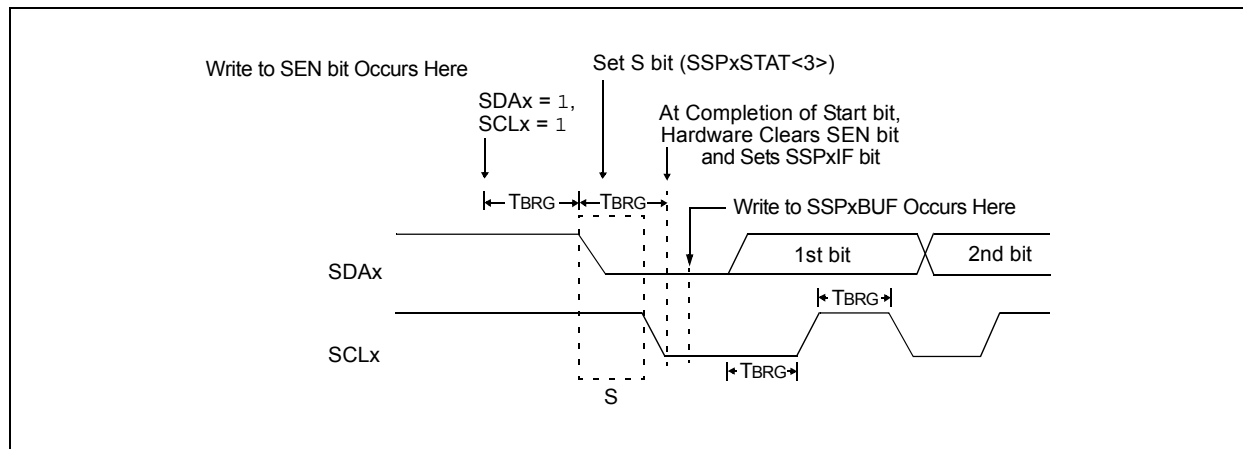 Write to SEN bit Occurs Here
Set S bit (SSPxSTAT<3>)
SDAx = 1,
SCLx = 1
At Completion of Start bit,
Hardware Clears SEN bit
and Sets SSPxIF bit
TBRG
TBRG
Write to SSPxBUF Occurs Here
SDAx
1st bit
2nd bit
TBRG
SCLx
TBRG
S